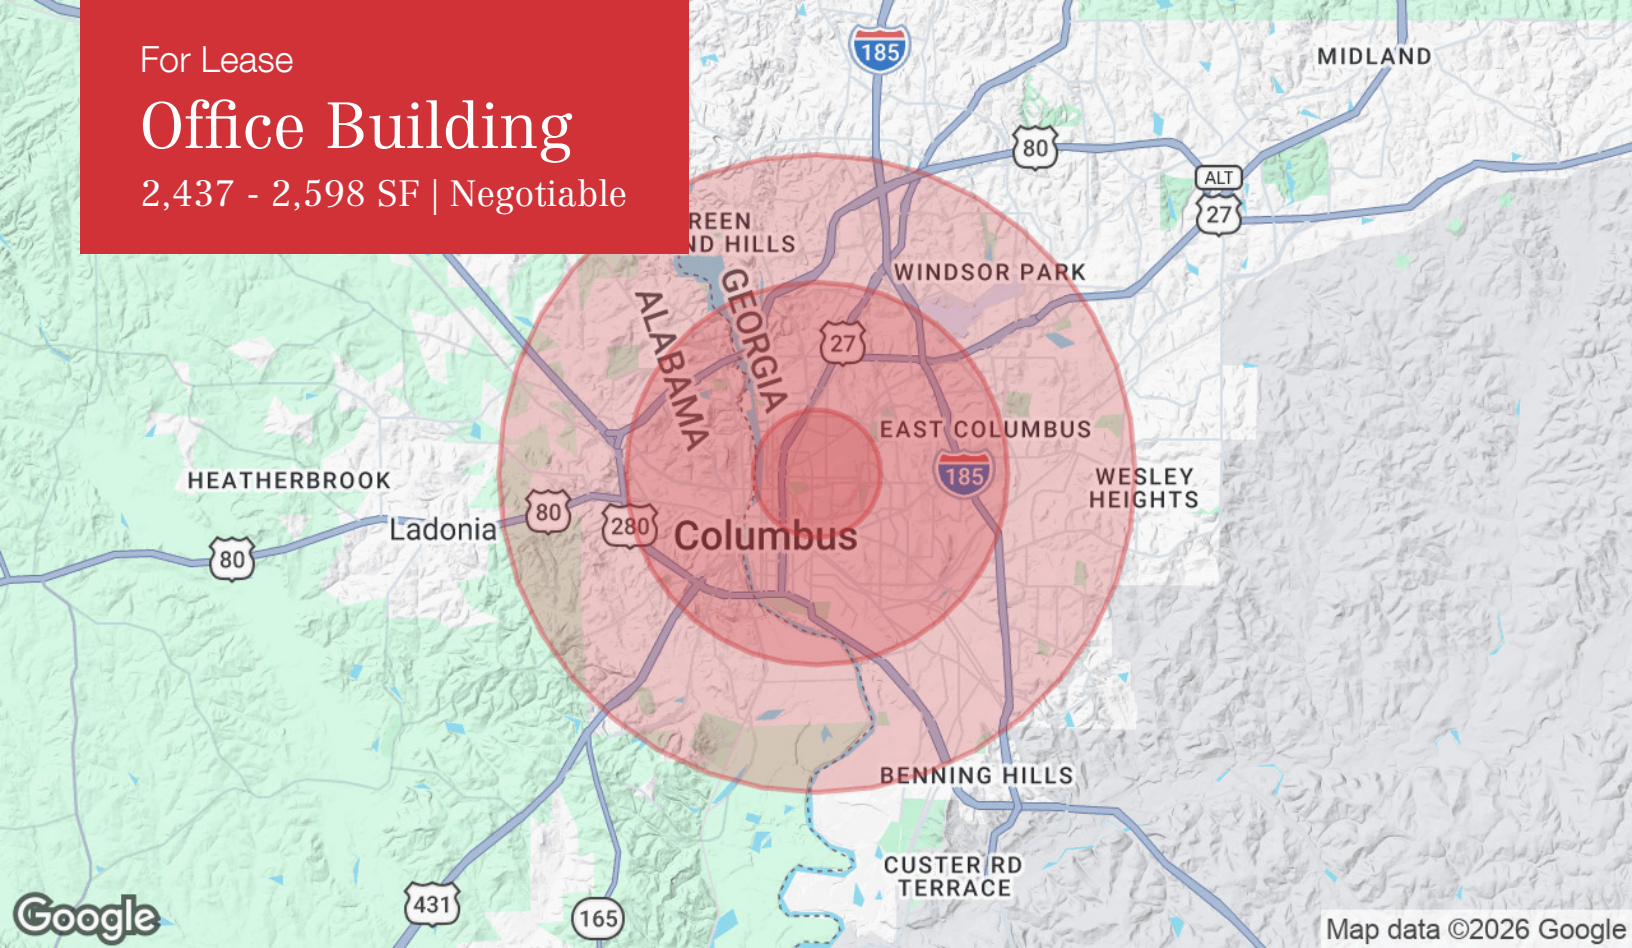 For Lease
Office Building
2,437 - 2,598 SF | Negotiable
185
MIDLAND
80
ALT
27
REEN
ND HILLS
WINDSOR PARK
GEORGIA
ALABAMA
27
EAST COLUMBUS
185
WESLEY
HEIGHTS
HEATHERBROOK
80
280
Ladonia
Columbus
80
BENNING HILLS
CUSTER RD
TERRACE
431
165
Google
Map data ©2026 Google